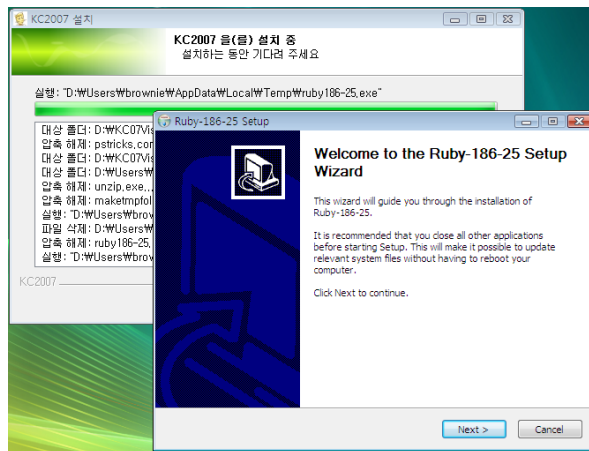 KC2007 설치
KC2007 을(를) 설치 중
설치하는 동안 기다려 주세요
실행: "D:₩Users₩brownie₩AppData₩Local₩Temp₩ruby186-25.exe"
대상 폴더: D:₩KC07Vis
압축 해제: pstricks.con
대상 폴더: D:₩KC07Vis
대상 폴더: D:₩Users₩
압축 해제: unzip.exe...
압축 해제: maketmpfol
실행: "D:₩Users₩brov
파일 삭제: D:₩Users₩
압축 해제: ruby186-25,
실행: "D:₩Users₩brov
KC2007
Ruby-186-25 Setup
Welcome to the Ruby-186-25 Setup
Wizard
This wizard will guide you through the installation of
Ruby-186-25.
It is recommended that you close all other applications
before starting Setup. This will make it possible to update
relevant system files without having to reboot your
computer.
Click Next to continue.
Next >
Cancel